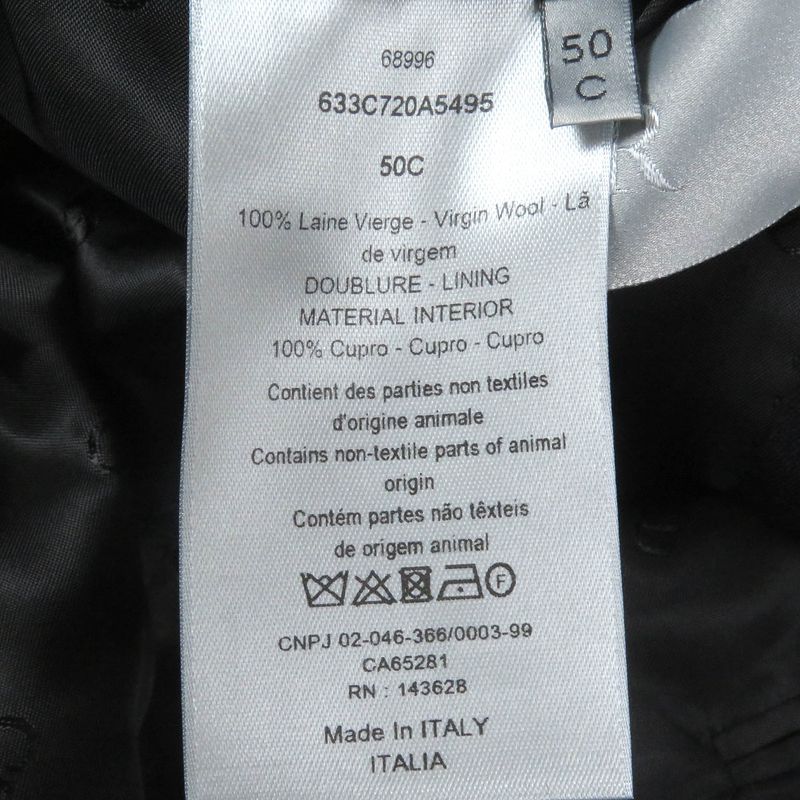 50
C
68996
633C720A5495
50C
100% Laine Vierge - Virgin Wool - Lã
de virgem
DOUBLURE - LINING
MATERIAL INTERIOR
100% Cupro - Cupro - Cupro
Contient des parties non textiles
d'origine animale
Contains non-textile parts of animal
origin
Contém partes não têxteis
de origem animal
F
CNPJ 02-046-366/0003-99
CA65281
RN : 143628
Made In ITALY
ITALIA